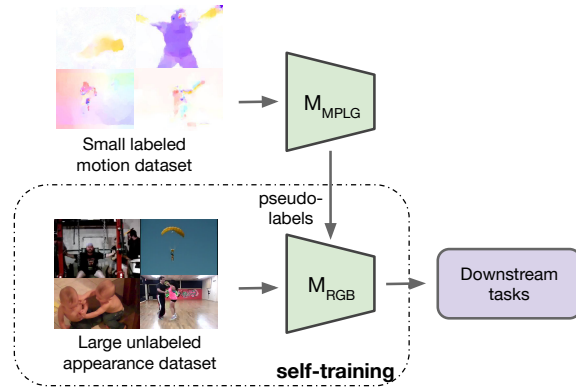 M_MPLG
Small labeled
motion dataset
pseudo-
labels
M_RGB
Downstream
tasks
Large unlabeled
appearance dataset
self-training